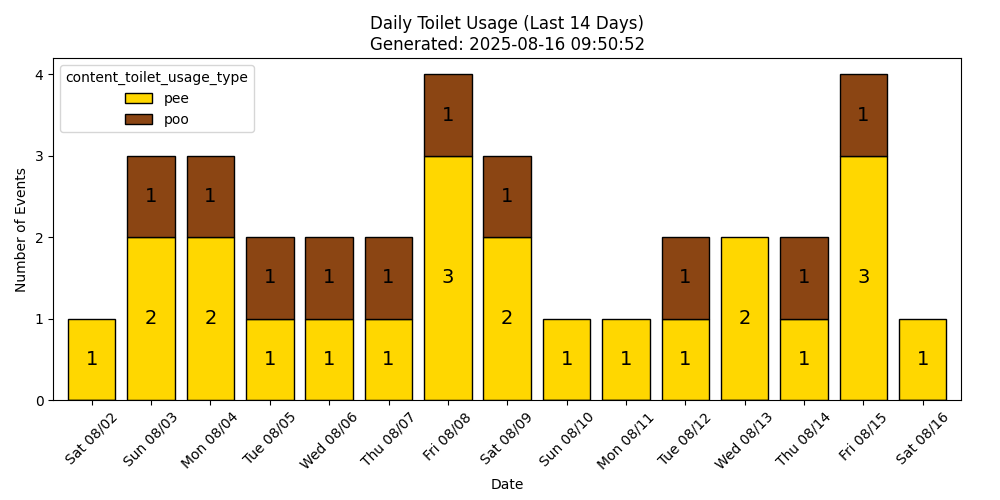 Daily Toilet Usage (Last 14 Days)
Generated: 2025-08-16 09:50:52
content_toilet_usage_type
pee
poo
Number of Events
4
3
2
1
0
1
2
1
2
1
1
1
1
1
1
1
3
1
2
1
1
1
1
1
2
1
1
3
1
1
Sat 08/02
Sun 08/03
Mon 08/04
Tue 08/05
Wed 08/06
Thu 08/07
Fri 08/08
Sat 08/09
Sun 08/10
Mon 08/11
Tue 08/12
Wed 08/13
Thu 08/14
Fri 08/15
Sat 08/16
Date